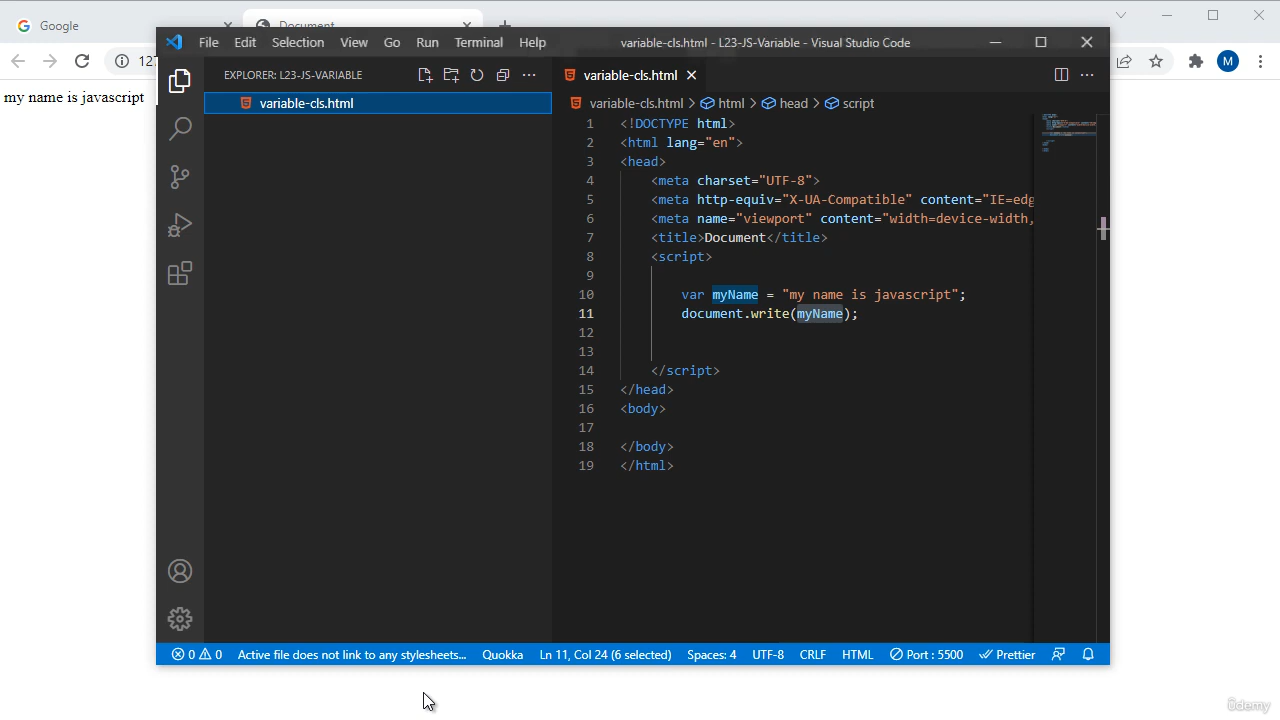 Google
Document
File Edit Selection View Go Run Terminal Help
variable-cls.html - L23-JS-Variable - Visual Studio Code
127
M
my name is javascript
EXPLORER: L23-JS-VARIABLE
variable-cls.html
variable-cls.html
variable-cls.html > html > head > script
1 <!DOCTYPE html>
2 <html lang="en">
3 <head>
4 <meta charset="UTF-8">
5 <meta http-equiv="X-UA-Compatible" content="IE=edg
6 <meta name="viewport" content="width=device-width,
7 <title>Document</title>
8 <script>
9
10 var myName = "my name is javascript";
11 document.write(myName);
12
13
14 </script>
15 </head>
16 <body>
17
18 </body>
19 </html>
0 0 Active file does not link to any stylesheets... Quokka Ln 11, Col 24 (6 selected) Spaces: 4 UTF-8 CRLF HTML Port : 5500 Prettier
ûdemy